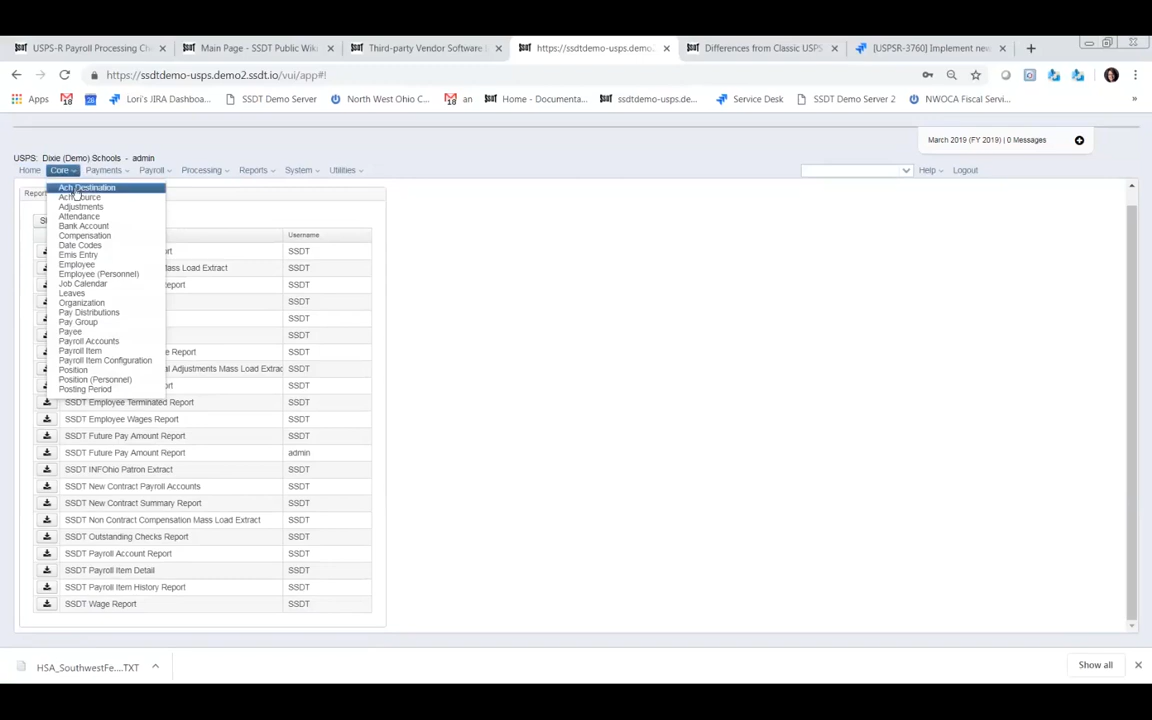 USPS-R Payroll Processing Ch
Main Page - SSDT Public Wiki
Third-party Vendor Software
https://ssdtdemo-usps.demo2.
Differences from Classic USPS
[USPSR-3760] Implement new
https://ssdtdemo-usps.demo2.ssdt.io/vui/app#!
Apps
Lori's JIRA Dashboa...
SSDT Demo Server
North West Ohio C...
an
Home - Documenta...
ssdtdemo-usps.de...
Service Desk
SSDT Demo Server 2
NWOCA Fiscal Servi...
March 2019 (FY 2019) | 0 Messages
USPS: Dixie (Demo) Schools - admin
Home Core Payments Payroll Processing Reports System Utilities Help Logout
Ach Destination
Ach Source
Adjustments
Attendance
Bank Account
Compensation
Date Codes
Emis Entry
Employee
Employee (Personnel)
Job Calendar
Leaves
Organization
Pay Distributions
Pay Group
Payee
Payroll Accounts
Payroll Item
Payroll Item Configuration
Position
Position (Personnel)
Posting Period
Report
Username
SSDT
Mass Load Extract SSDT
eport SSDT
SSDT
SSDT
SSDT
e Report SSDT
al Adjustments Mass Load Extrac SSDT
SSDT
SSDT Employee Terminated Report SSDT
SSDT Employee Wages Report SSDT
SSDT Future Pay Amount Report SSDT
SSDT Future Pay Amount Report admin
SSDT INFOhio Patron Extract SSDT
SSDT New Contract Payroll Accounts SSDT
SSDT New Contract Summary Report SSDT
SSDT Non Contract Compensation Mass Load Extract SSDT
SSDT Outstanding Checks Report SSDT
SSDT Payroll Account Report SSDT
SSDT Payroll Item Detail SSDT
SSDT Payroll Item History Report SSDT
SSDT Wage Report SSDT
HSA_SouthwestFe....TXT
Show all